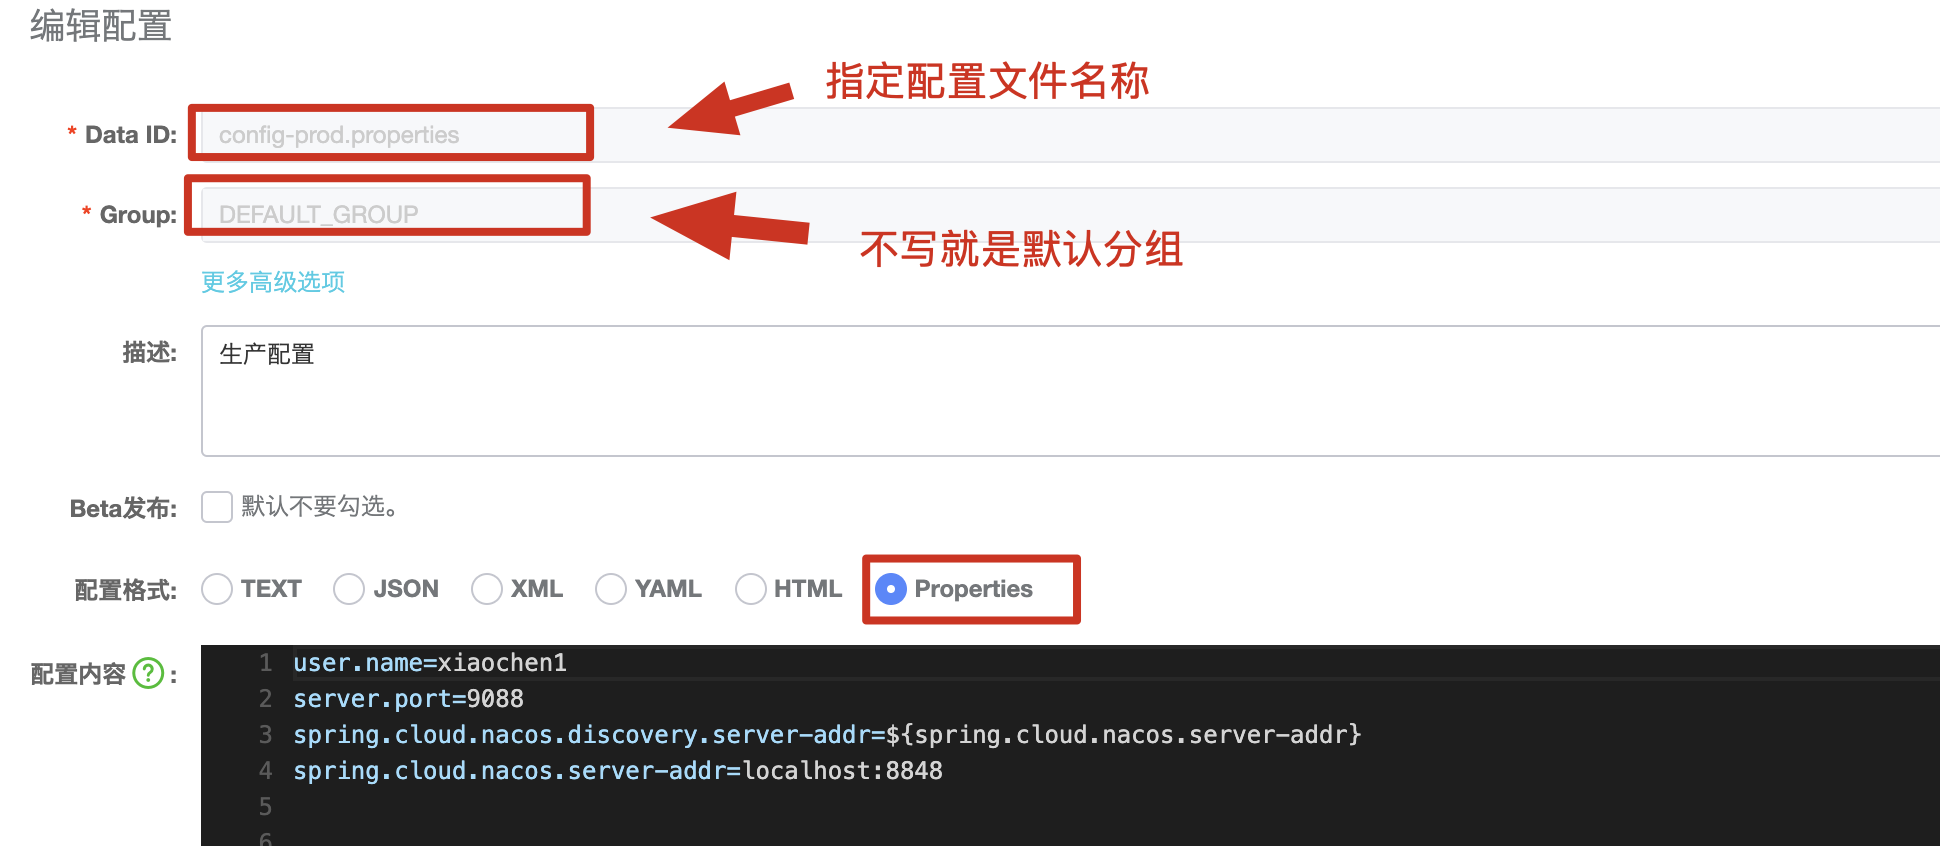 编辑配置
指定配置文件名称
* Data ID: config-prod.properties
* Group: DEFAULT_GROUP
不写就是默认分组
更多高级选项
描述: 生产配置
Beta发布: 默认不要勾选。
配置格式: TEXT JSON XML YAML HTML Properties
配置内容 ? :
1 user.name=xiaochen1
2 server.port=9088
3 spring.cloud.nacos.discovery.server-addr=${spring.cloud.nacos.server-addr}
4 spring.cloud.nacos.server-addr=localhost:8848
5
6